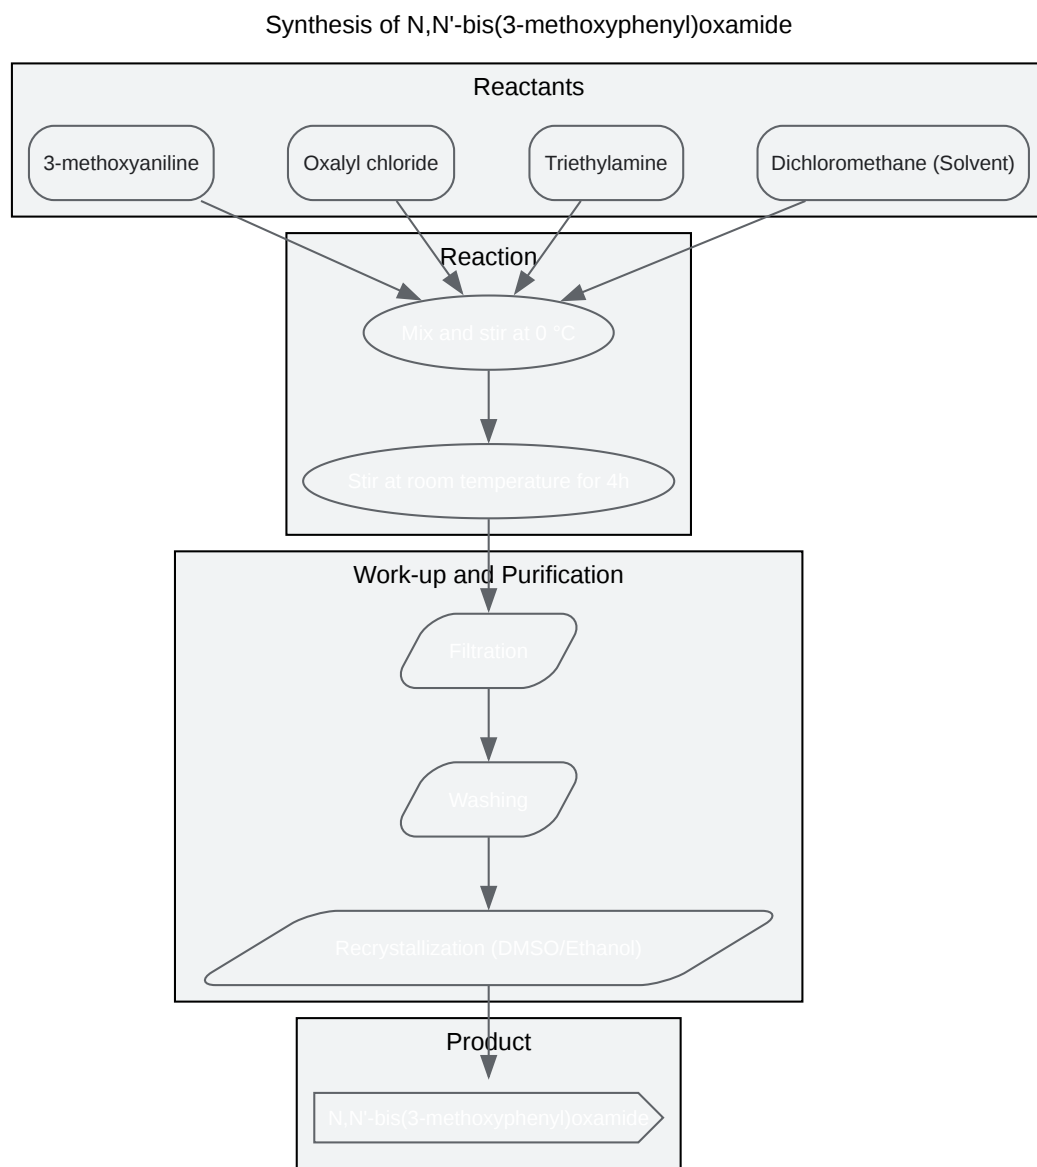 Synthesis of N,N'-bis(3-methoxyphenyl)oxamide
Reactants
3-methoxyaniline
Oxalyl chloride
Triethylamine
Dichloromethane (Solvent)
Reaction
Mix and stir at 0 °C
Stir at room temperature for 4h
Work-up and Purification
Filtration
Washing
Recrystallization (DMSO/Ethanol)
Product
N,N'-bis(3-methoxyphenyl)oxamide